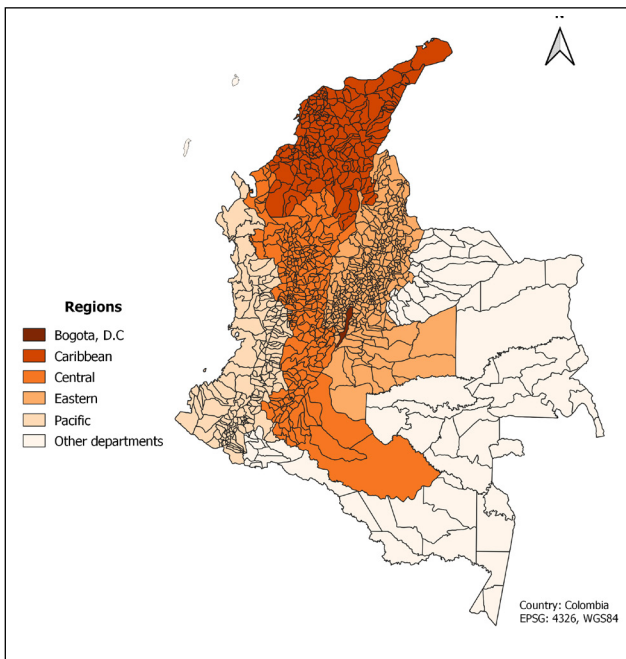 Regions
Bogota, D.C
Caribbean
Central
Eastern
Pacific
Other departments
Country: Colombia
EPSG: 4326, WGS84